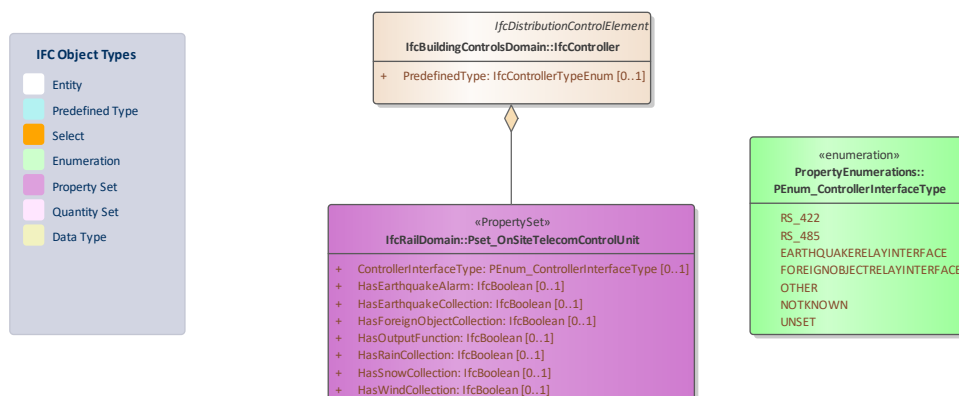 IFC Object Types
Entity
Predefined Type
Select
Enumeration
Property Set
Quantity Set
Data Type
IfcDistributionControlElement
IfcBuildingControlsDomain::IfcController
+ PredefinedType: IfcControllerTypeEnum [0..1]
«PropertySet»
IfcRailDomain::Pset_OnSiteTelecomControlUnit
+ ControllerInterfaceType: PEnum_ControllerInterfaceType [0..1]
+ HasEarthquakeAlarm: IfcBoolean [0..1]
+ HasEarthquakeCollection: IfcBoolean [0..1]
+ HasForeignObjectCollection: IfcBoolean [0..1]
+ HasOutputFunction: IfcBoolean [0..1]
+ HasRainCollection: IfcBoolean [0..1]
+ HasSnowCollection: IfcBoolean [0..1]
+ HasWindCollection: IfcBoolean [0..1]
«enumeration»
PropertyEnumerations::
PEnum_ControllerInterfaceType
RS_422
RS_485
EARTHQUAKERELAYINTERFACE
FOREIGNOBJECTRELAYINTERFACE
OTHER
NOTKNOWN
UNSET